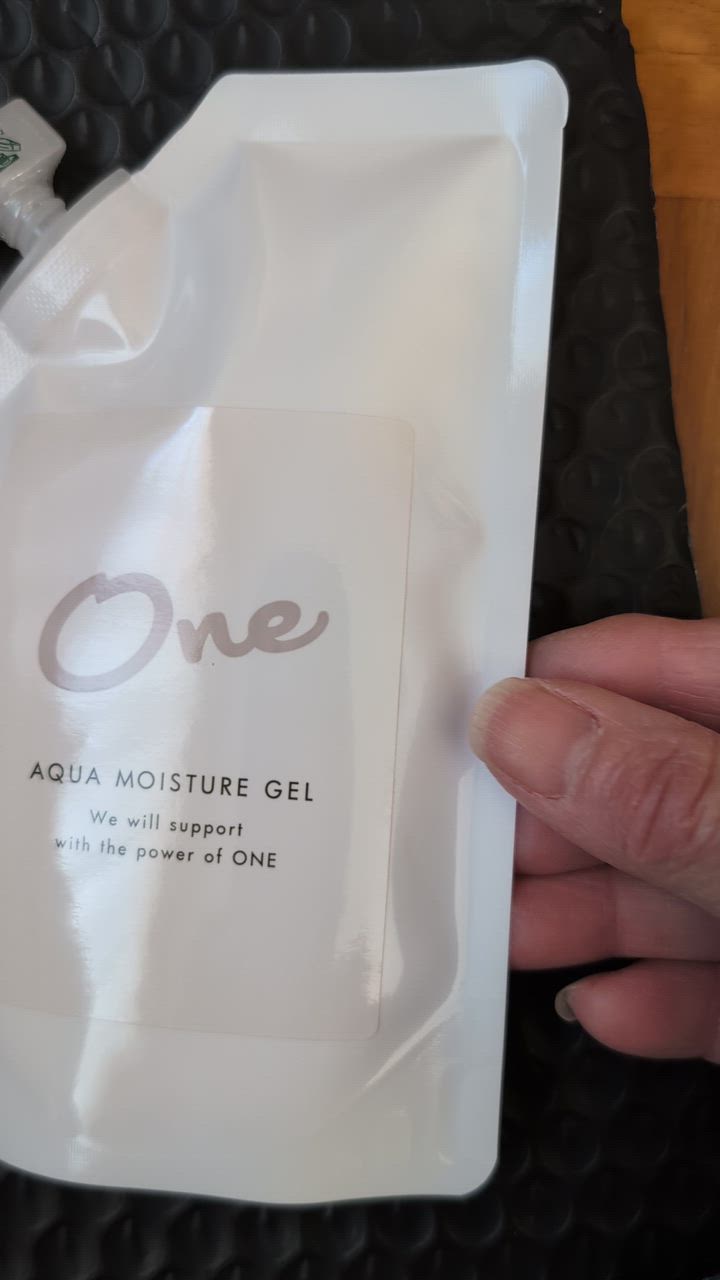 One
AQUA MOISTURE GEL
We will support
with the power of ONE